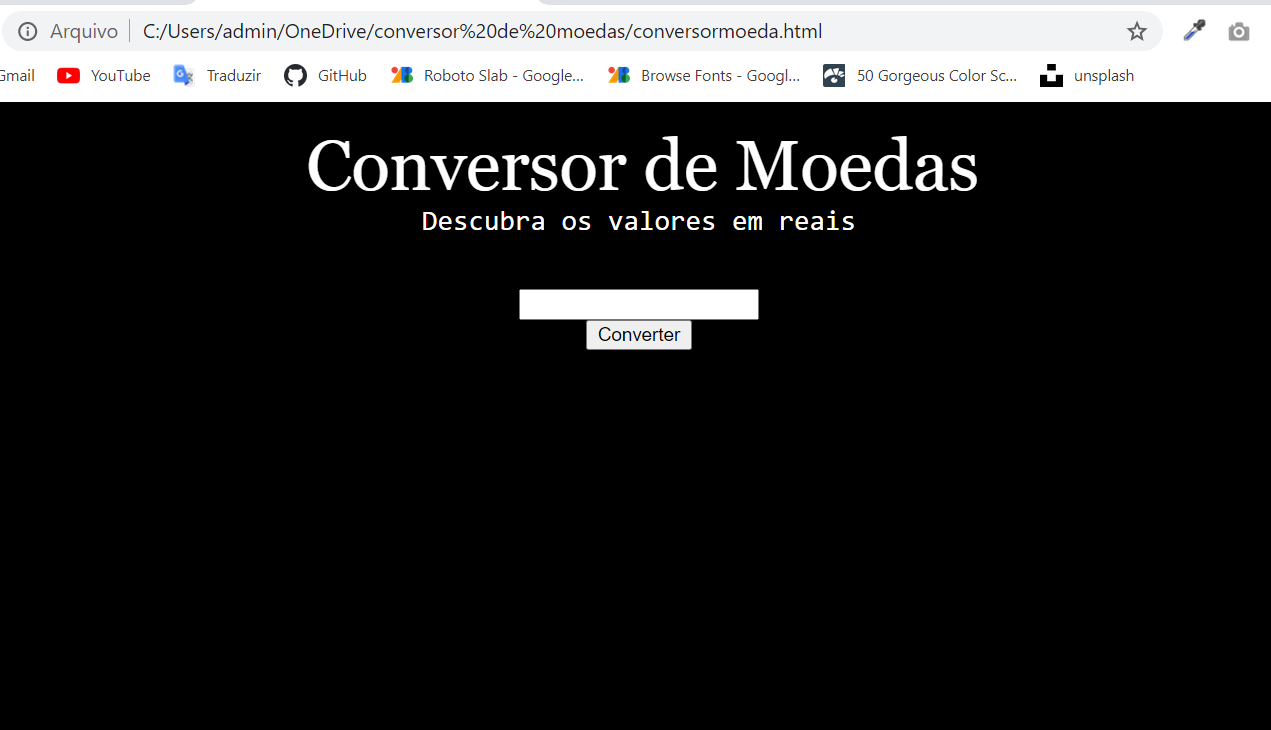 Arquivo C:/Users/admin/OneDrive/conversor%20de%20moedas/conversormoeda.html
Gmail YouTube Traduzir GitHub Roboto Slab - Google... Browse Fonts - Googl... 50 Gorgeous Color Sc... unsplash
Conversor de Moedas
Descubra os valores em reais
Converter